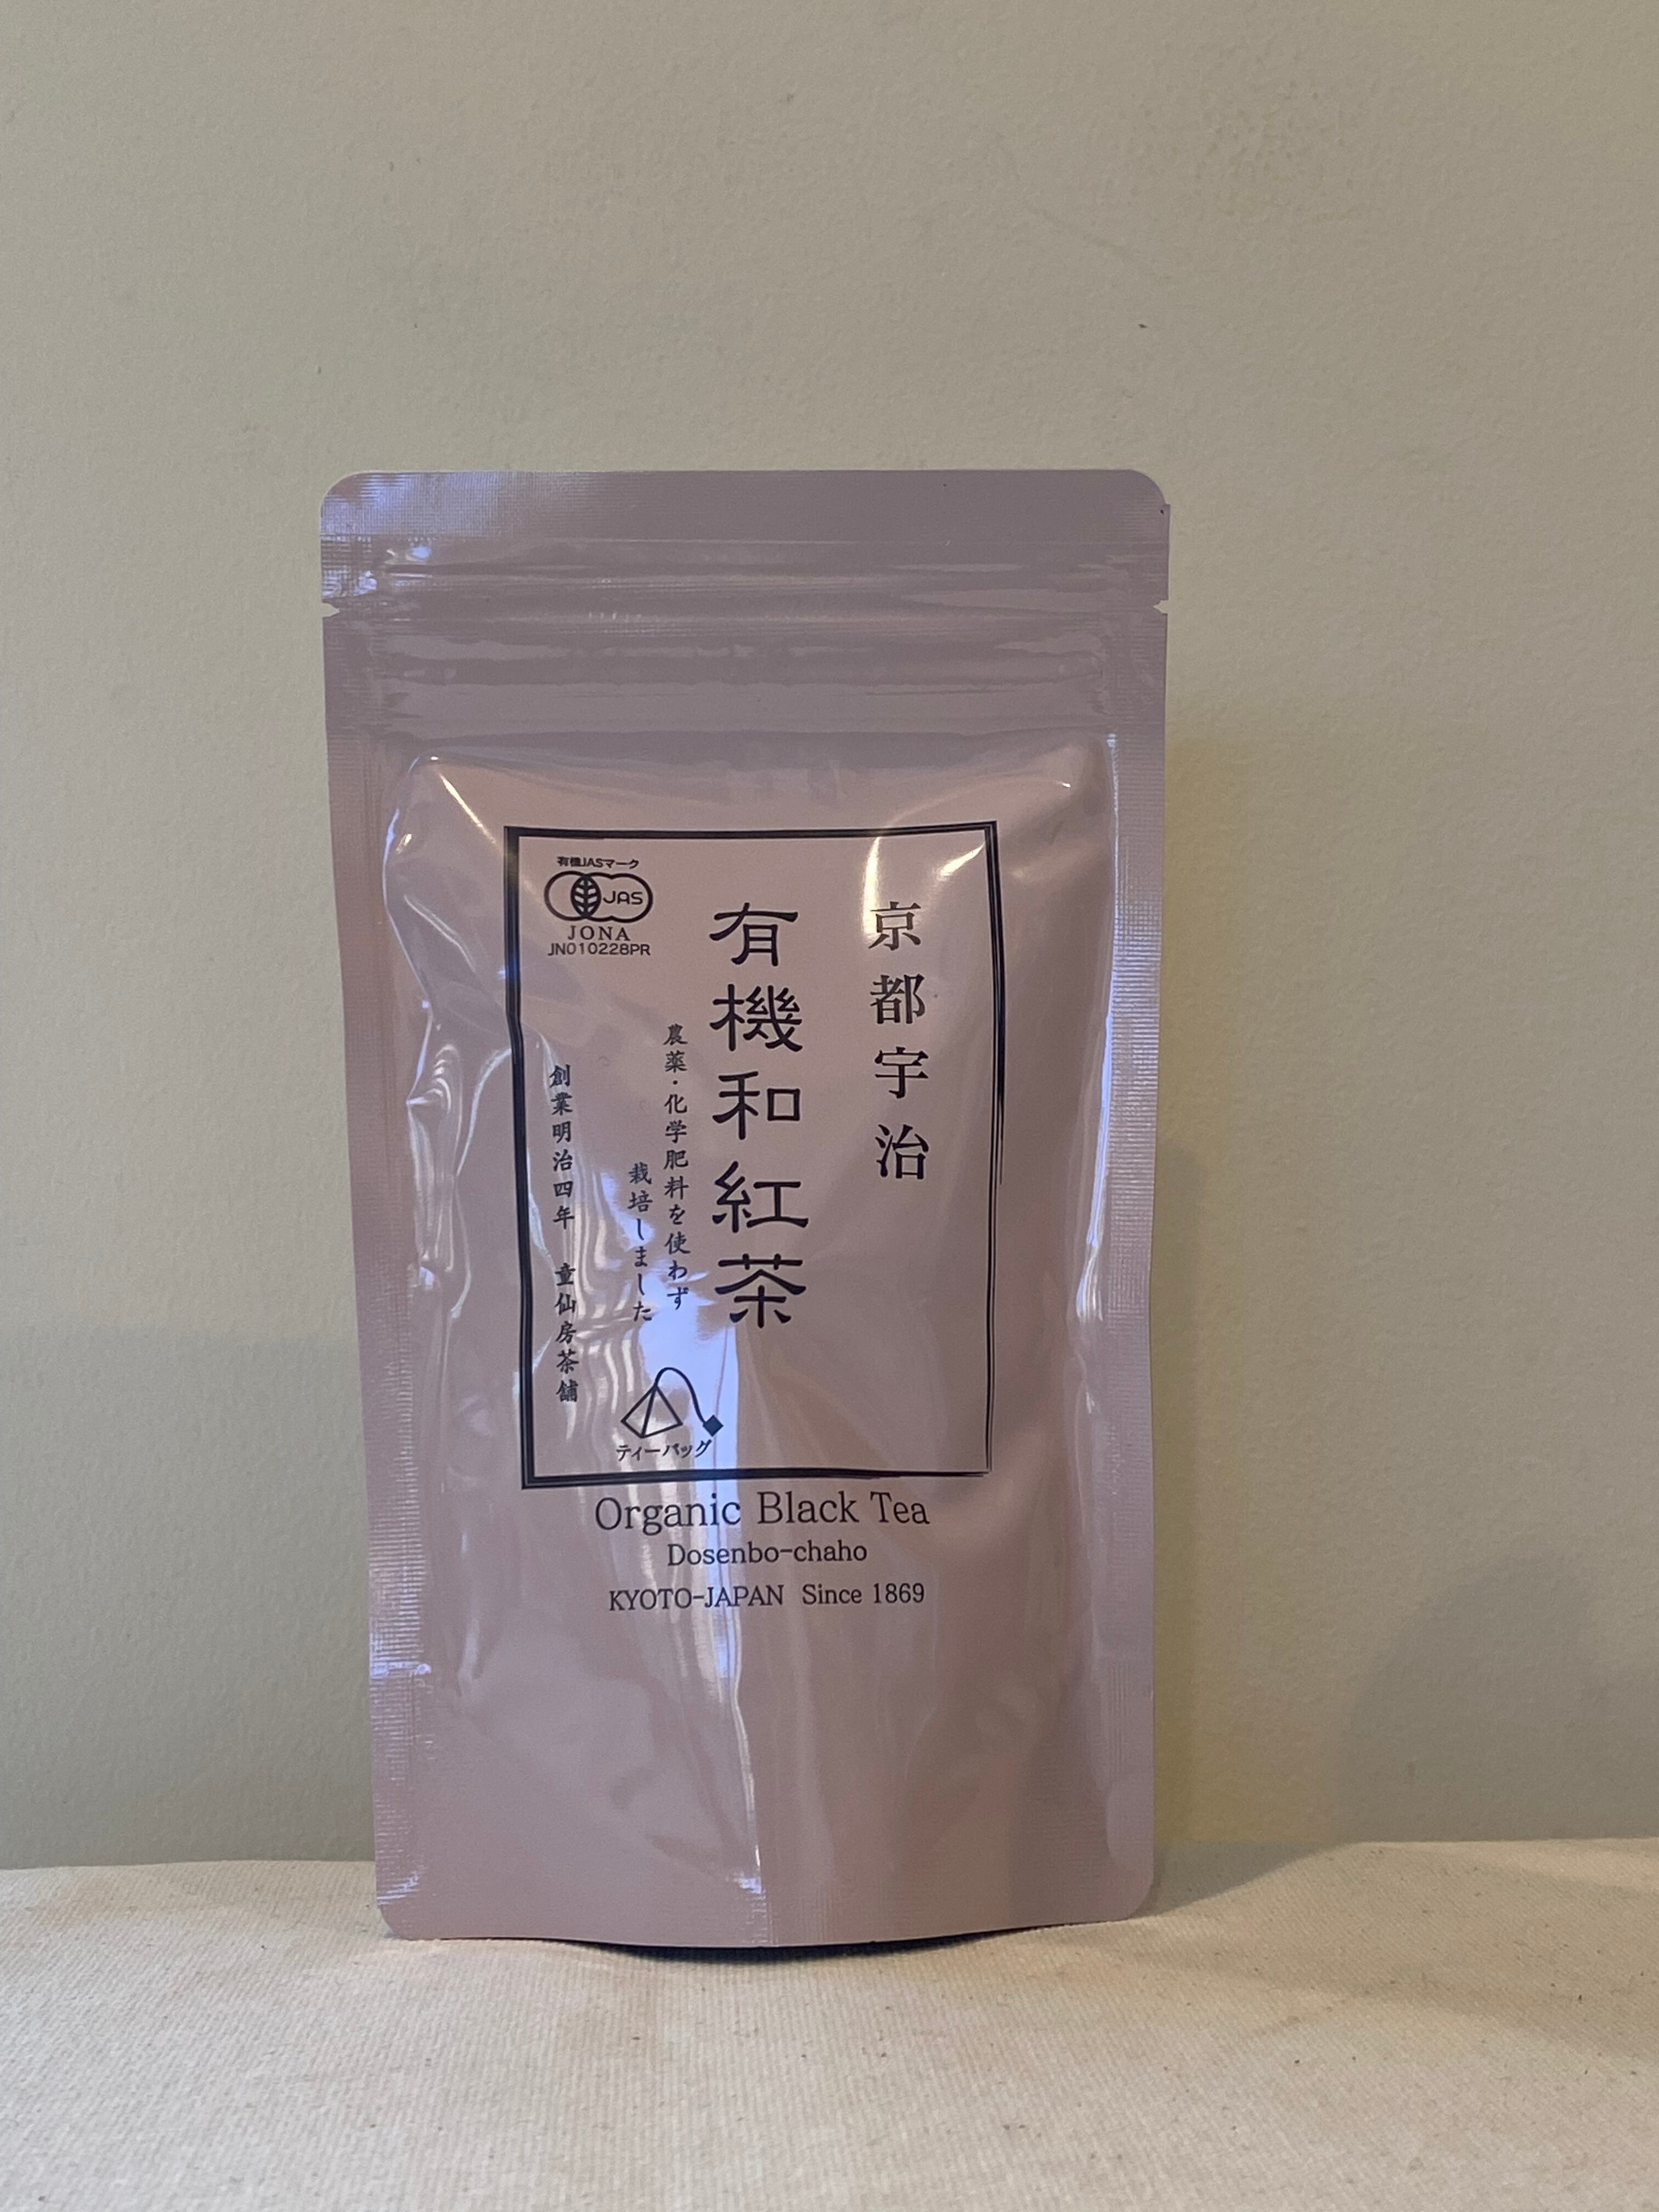 京都宇治
有機和紅茶
農薬・化学肥料を使わず
栽培しました
創業明治四年 童仙房茶舗
有機JASマーク
JAS
JONA
JN010228PR
ティーバッグ
Organic Black Tea
Dosenbo-chaho
KYOTO-JAPAN Since 1869